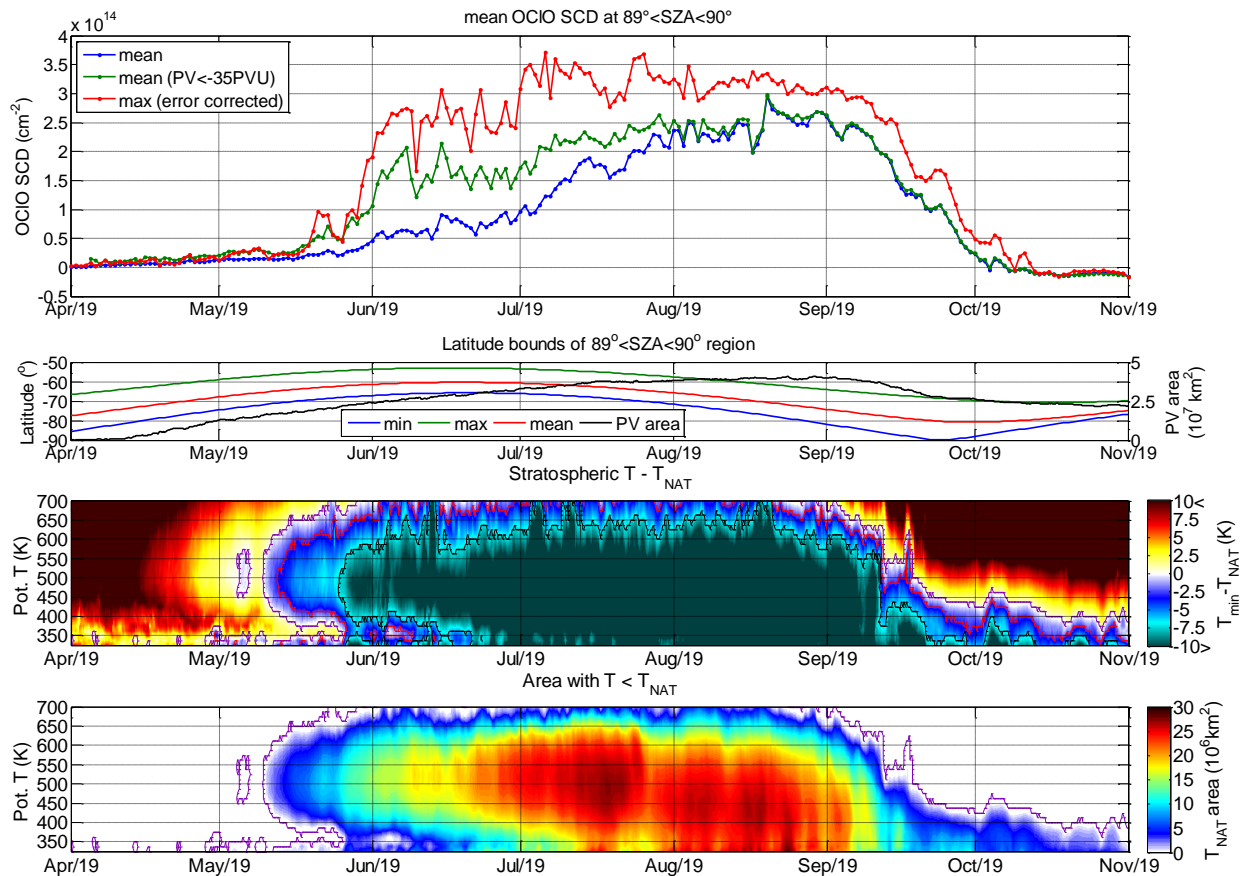 mean OClO SCD at 89°<SZA<90°
x 10^14
4
3.5
3
2.5
2
1.5
1
0.5
0
-0.5
OClO SCD (cm^-2)
mean
mean (PV<-35PVU)
max (error corrected)
Apr/19 May/19 Jun/19 Jul/19 Aug/19 Sep/19 Oct/19 Nov/19
Latitude bounds of 89°<SZA<90° region
-50
-60
-70
-80
-90
Latitude (°)
min max mean PV area
5
2.5
0
PV area
(10^7 km^2)
Apr/19 May/19 Jun/19 Jul/19 Aug/19 Sep/19 Oct/19 Nov/19
Stratospheric T - T_NAT
700
650
600
550
500
450
400
350
Pot. T (K)
10<
7.5
5
2.5
0
-2.5
-5
-7.5
-10>
T_min-T_NAT (K)
Apr/19 May/19 Jun/19 Jul/19 Aug/19 Sep/19 Oct/19 Nov/19
Area with T < T_NAT
700
650
600
550
500
450
400
350
Pot. T (K)
30
25
20
15
10
5
0
T_NAT area (10^6km^2)
Apr/19 May/19 Jun/19 Jul/19 Aug/19 Sep/19 Oct/19 Nov/19